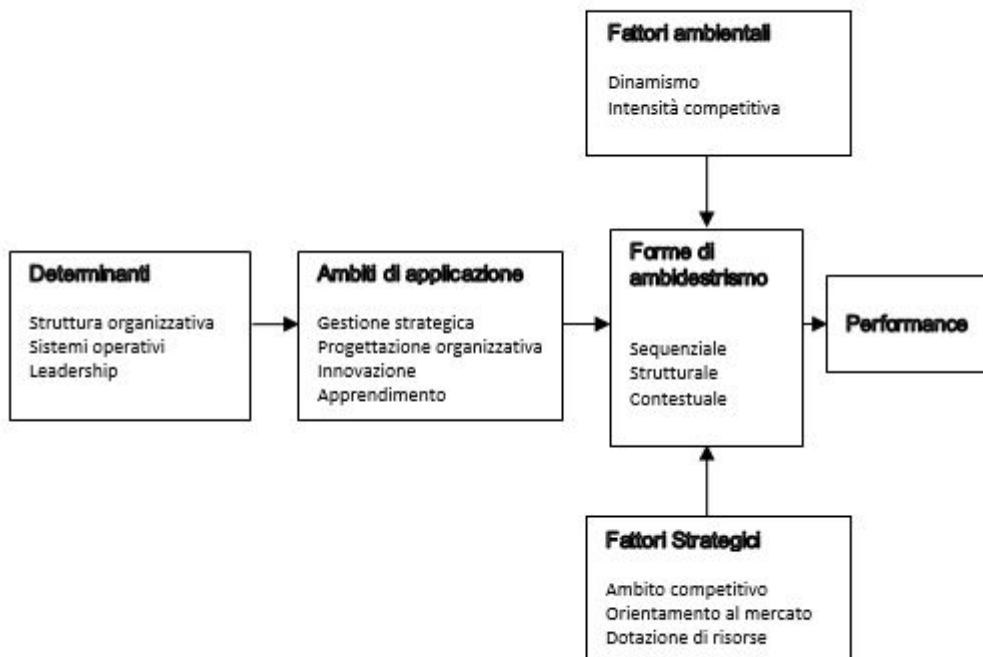 Fattori ambientali
Dinamismo
Intensità competitiva
Determinanti
Struttura organizzativa
Sistemi operativi
Leadership
Ambiti di applicazione
Gestione strategica
Progettazione organizzativa
Innovazione
Apprendimento
Forme di
ambidestrismo
Sequenziale
Strutturale
Contestuale
Performance
Fattori Strategici
Ambito competitivo
Orientamento al mercato
Dotazione di risorse